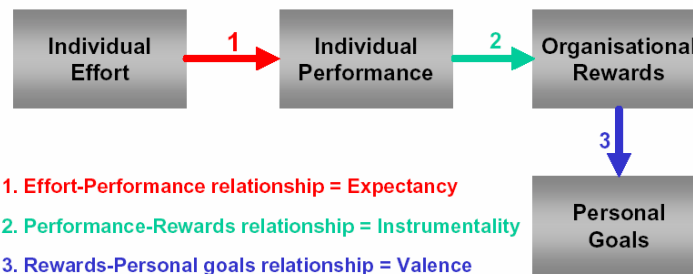 Individual
Effort
1
Individual
Performance
2
Organisational
Rewards
3
Personal
Goals
1. Effort-Performance relationship = Expectancy
2. Performance-Rewards relationship = Instrumentality
3. Rewards-Personal goals relationship = Valence